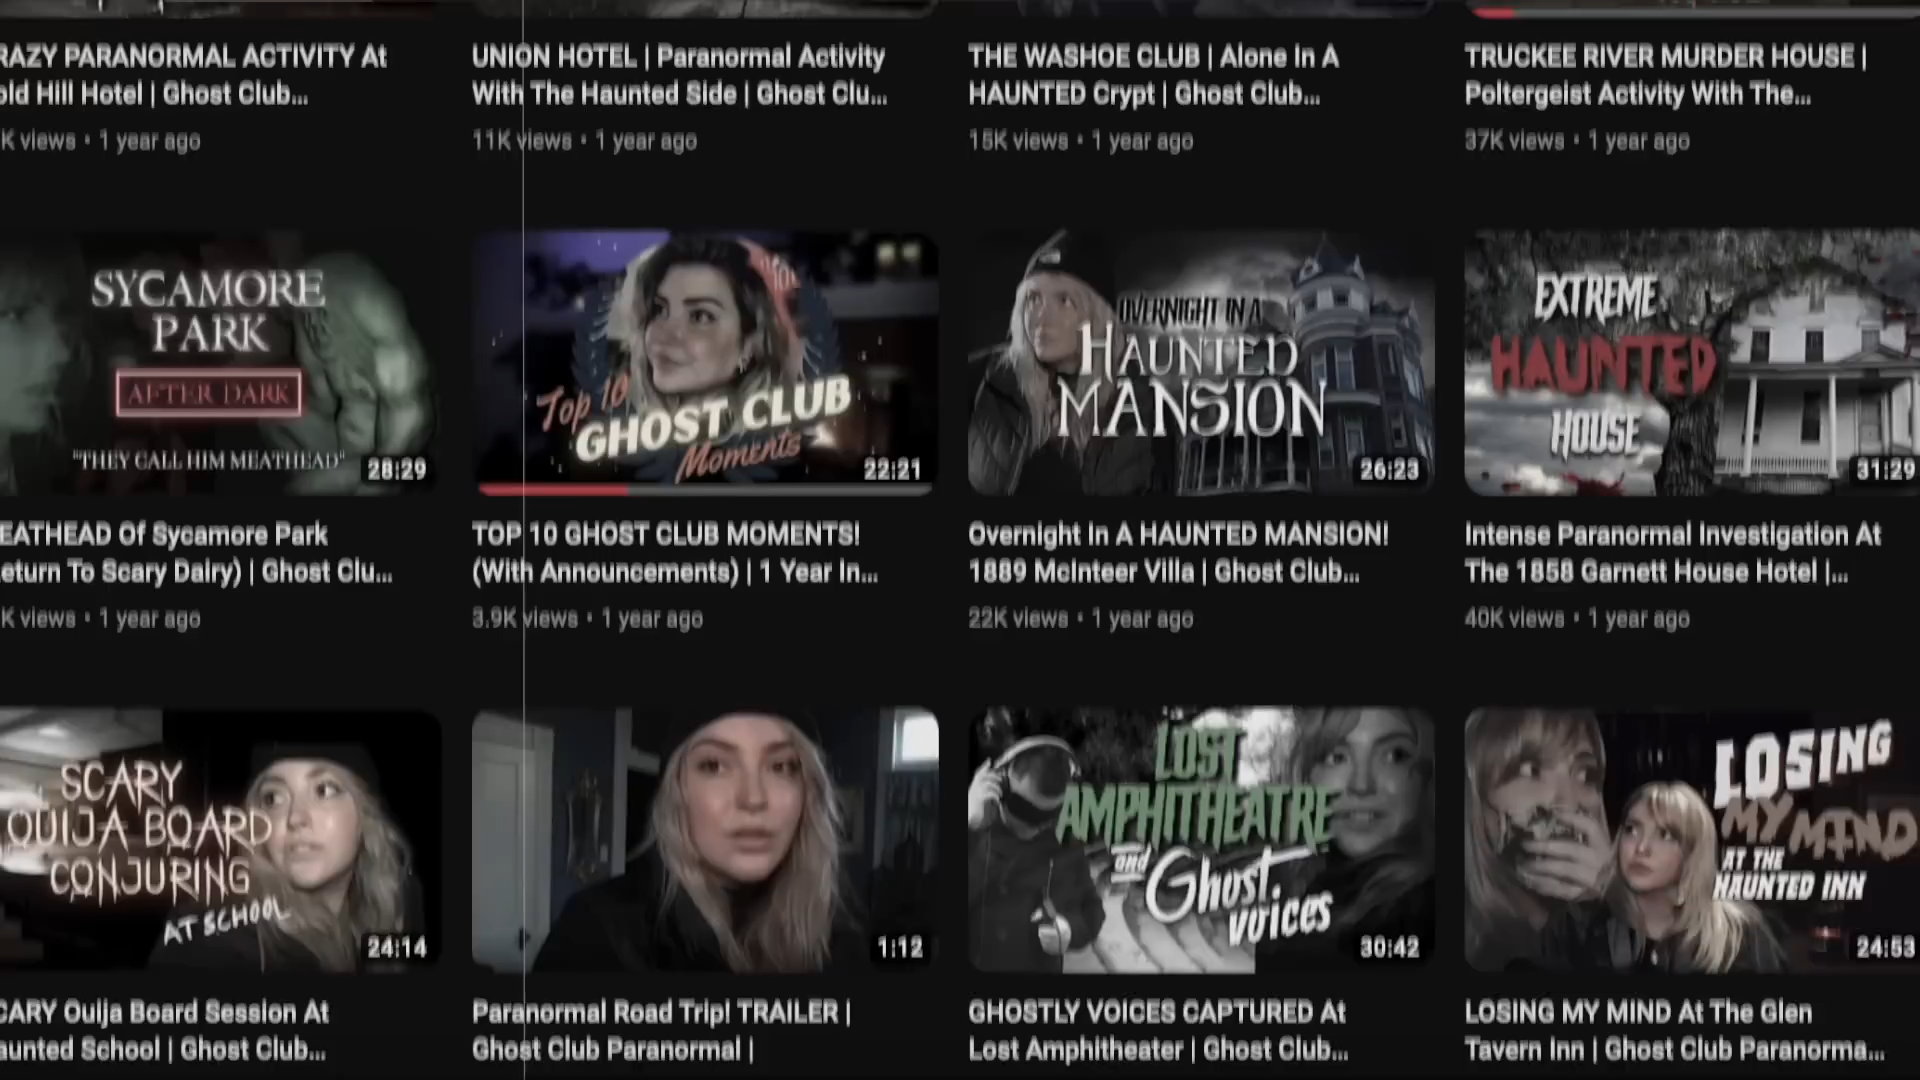 RAZY PARANORMAL ACTIVITY At
old Hill Hotel | Ghost Club...
K views • 1 year ago
UNION HOTEL | Paranormal Activity
With The Haunted Side | Ghost Clu...
11K views • 1 year ago
THE WASHOE CLUB | Alone In A
HAUNTED Crypt | Ghost Club...
15K views • 1 year ago
TRUCKEE RIVER MURDER HOUSE |
Poltergeist Activity With The...
37K views • 1 year ago
SYCAMORE
PARK
AFTER DARK
"THEY CALL HIM MEATHEAD"
28:29
EATHEAD Of Sycamore Park
eturn To Scary Dairy) | Ghost Clu...
K views • 1 year ago
Top 10
GHOST CLUB
Moments
22:21
TOP 10 GHOST CLUB MOMENTS!
(With Announcements) | 1 Year In...
3.9K views • 1 year ago
OVERNIGHT IN A
HAUNTED
MANSION
26:23
Overnight In A HAUNTED MANSION!
1889 McInteer Villa | Ghost Club...
22K views • 1 year ago
EXTREME
HAUNTED
HOUSE
31:29
Intense Paranormal Investigation At
The 1858 Garnett House Hotel |...
40K views • 1 year ago
SCARY
OUIJA BOARD
CONJURING
AT SCHOOL
24:14
CARY Ouija Board Session At
aunted School | Ghost Club...
1:12
Paranormal Road Trip! TRAILER |
Ghost Club Paranormal |
LOST
AMPHITHEATRE
and
Ghost
voices
30:42
GHOSTLY VOICES CAPTURED At
Lost Amphitheater | Ghost Club...
LOSING
MY MIND
AT THE
HAUNTED INN
24:53
LOSING MY MIND At The Glen
Tavern Inn | Ghost Club Paranorma...